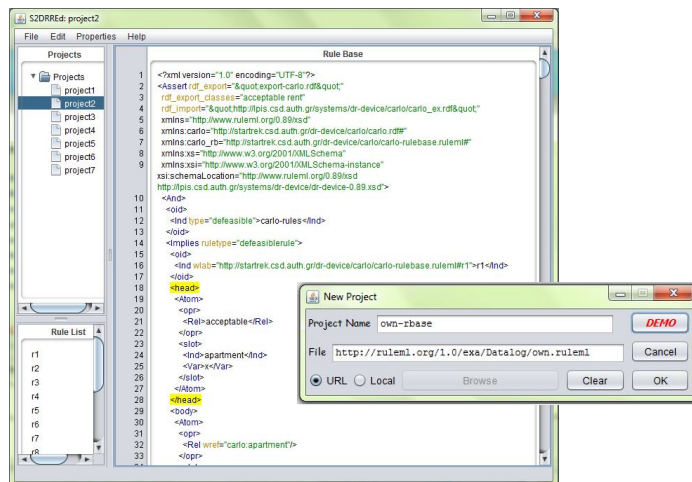 S2DRREd: project2
File Edit Properties Help
Projects
Projects
project1
project2
project3
project4
project5
project6
project7
Rule List
r1
r2
r3
r4
r5
r6
r7
r8
Rule Base
1 <?xml version="1.0" encoding="UTF-8"?>
2 <Assert rdf_export="&quot;export-carlo.rdf&quot;"
3 rdf_export_classes="acceptable rent"
4 rdf_import="&quot;http://lpis.csd.auth.gr/systems/dr-device/carlo/carlo_ex.rdf&quot;"
5 xmlns="http://www.ruleml.org/0.89/xsd"
6 xmlns:carlo="http://startrek.csd.auth.gr/dr-device/carlo/carlo.rdf#"
7 xmlns:carlo_rb="http://startrek.csd.auth.gr/dr-device/carlo/carlo-rulebase.ruleml#"
8 xmlns:xs="http://www.w3.org/2001/XMLSchema"
9 xmlns:xsi="http://www.w3.org/2001/XMLSchema-instance"
xsi:schemaLocation="http://www.ruleml.org/0.89/xsd
http://lpis.csd.auth.gr/systems/dr-device/dr-device-0.89.xsd">
10 <And>
11 <oid>
12 <Ind type="defeasible">carlo-rules</Ind>
13 </oid>
14 <Implies ruletype="defeasiblerule">
15 <oid>
16 <Ind wlab="http://startrek.csd.auth.gr/dr-device/carlo/carlo-rulebase.ruleml#r1">r1</Ind>
17 </oid>
18 <head>
19 <Atom>
20 <opr>
21 <Rel>acceptable</Rel>
22 </opr>
23 <slot>
24 <Ind>apartment</Ind>
25 <Var>x</Var>
26 </slot>
27 </Atom>
28 </head>
29 <body>
30 <Atom>
31 <opr>
32 <Rel wref="carlo:apartment"/>
33 </opr>
New Project
Project Name own-rbase DEMO
File http://ruleml.org/1.0/exa/Datalog/own.ruleml Cancel
URL Local Browse Clear OK